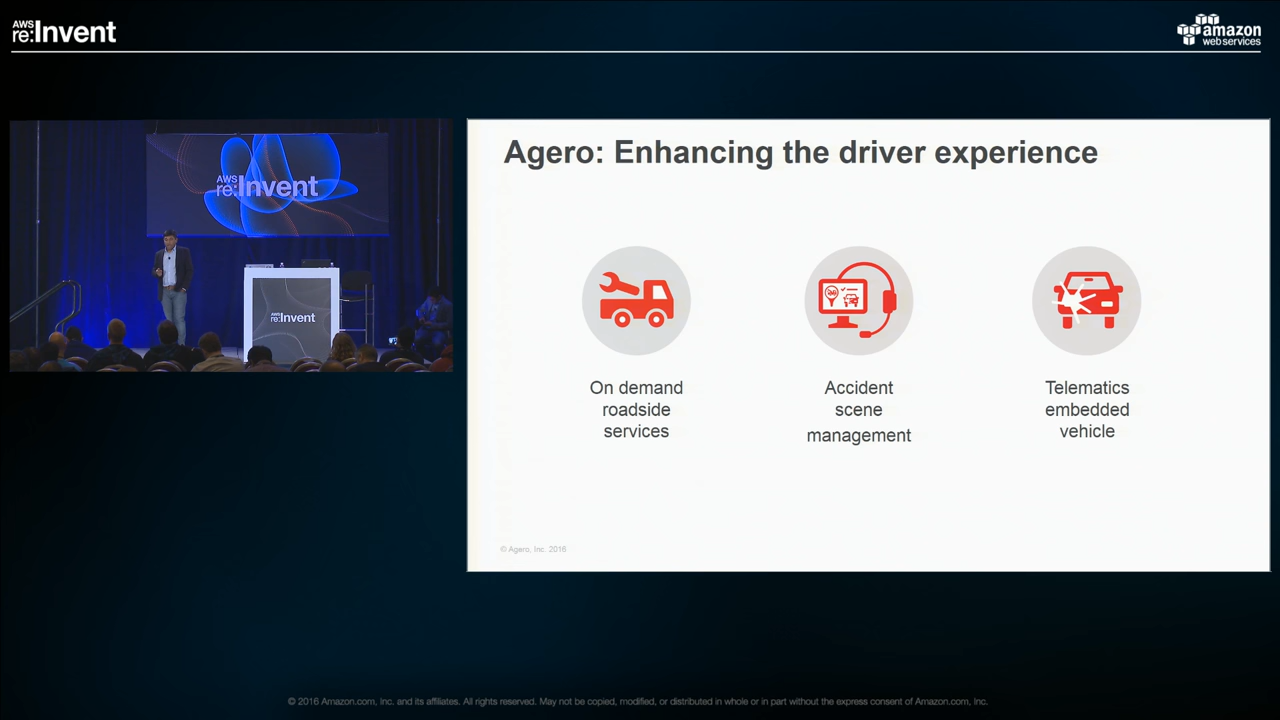 AWS
re:Invent
amazon
web services
AWS
re:Invent
AWS
re:Invent
Agero: Enhancing the driver experience
On demand
roadside
services
Accident
scene
management
Telematics
embedded
vehicle
© Agero, Inc. 2016
© 2016 Amazon.com, Inc. and its affiliates. All rights reserved. May not be copied, modified, or distributed in whole or in part without the express consent of Amazon.com, Inc.